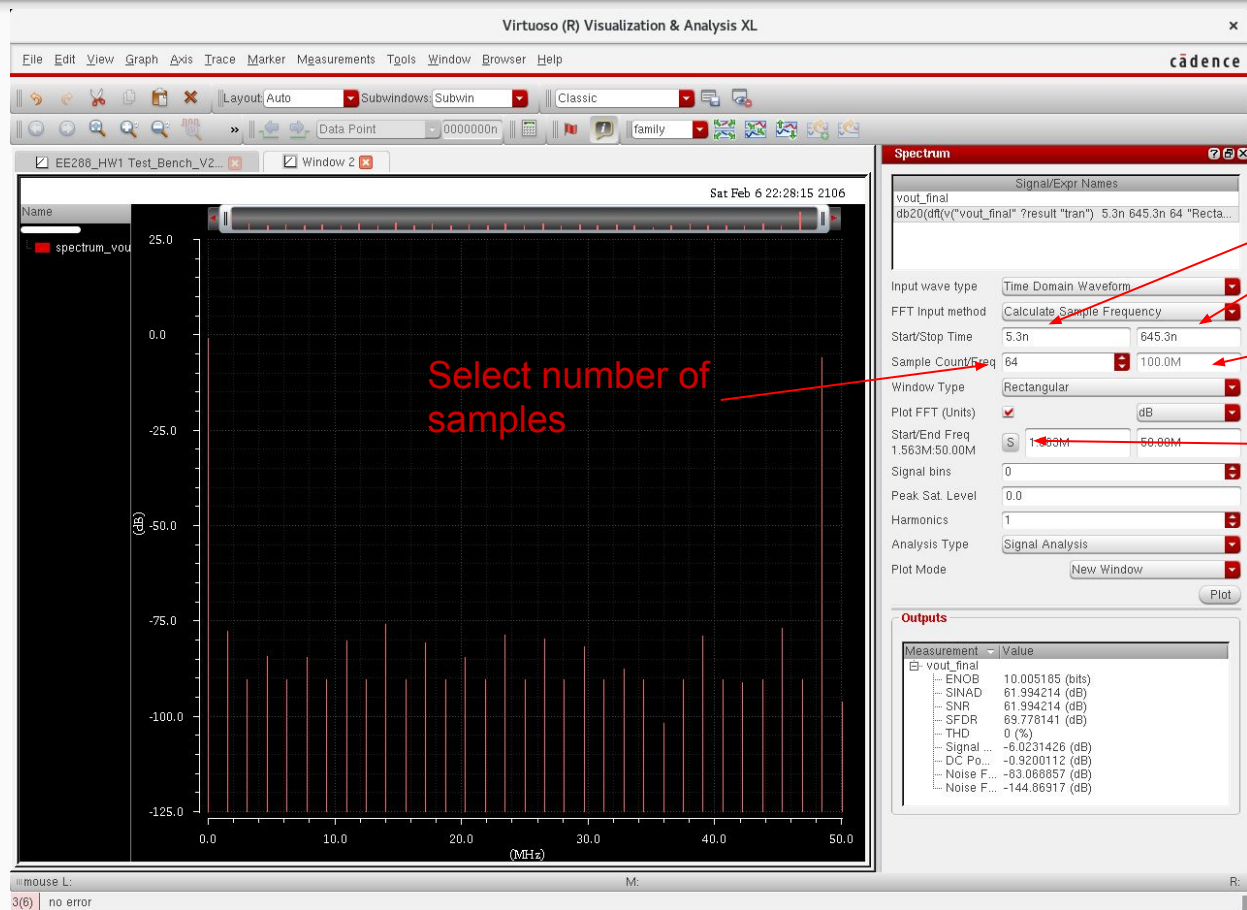 Virtuoso (R) Visualization & Analysis XL
×
File Edit View Graph Axis Trace Marker Measurements Tools Window Browser Help
cādence
Layout: Auto Subwindows: Subwin Classic
» Data Point 0000000n family
EE288_HW1 Test_Bench_V2... Window 2
Sat Feb 6 22:28:15 2106
Name
spectrum_vou
25.0
0.0
-25.0
-50.0
-75.0
-100.0
-125.0
(dB)
0.0 10.0 20.0 30.0 40.0 50.0
(MHz)
Select number of
samples
Spectrum
Signal/Expr Names
vout_final
db20(dft(v("vout_final" ?result "tran") 5.3n 645.3n 64 "Recta...
Input wave type Time Domain Waveform
FFT Input method Calculate Sample Frequency
Start/Stop Time 5.3n 645.3n
Sample Count/Freq 64 100.0M
Window Type Rectangular
Plot FFT (Units) dB
Start/End Freq
1.563M:50.00M
S 1.563M 50.00M
Signal bins 0
Peak Sat. Level 0.0
Harmonics 1
Analysis Type Signal Analysis
Plot Mode New Window
Plot
Outputs
Measurement Value
vout_final
ENOB 10.005185 (bits)
SINAD 61.994214 (dB)
SNR 61.994214 (dB)
SFDR 69.778141 (dB)
THD 0 (%)
Signal ... -6.0231426 (dB)
DC Po... -0.9200112 (dB)
Noise F... -83.068857 (dB)
Noise F... -144.86917 (dB)
mouse L: M: R:
3(6) no error